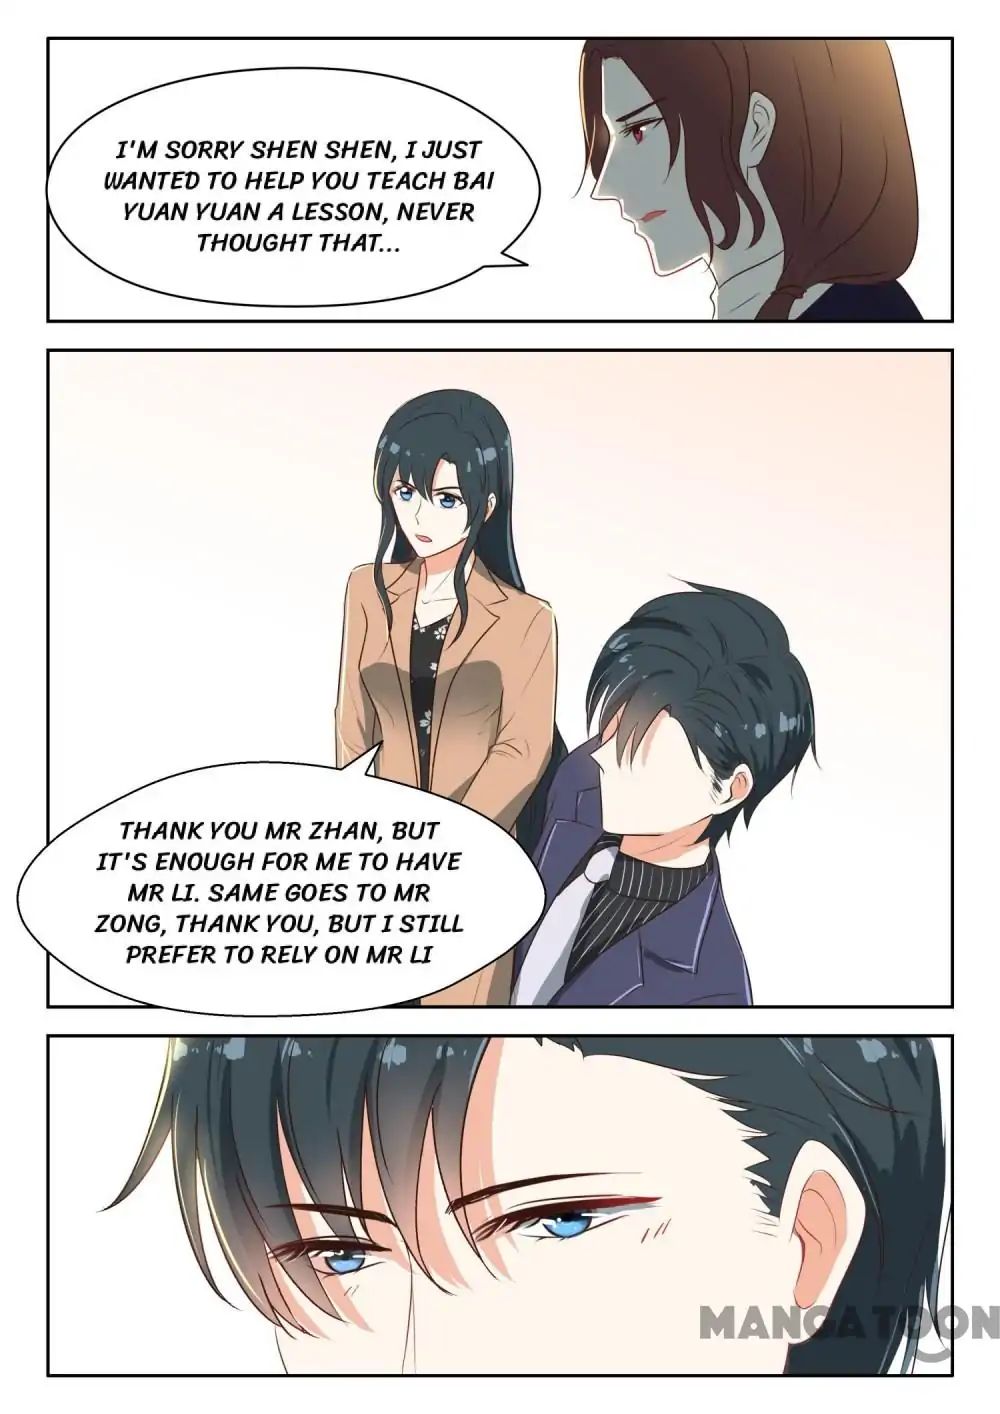 I'M SORRY SHEN SHEN, I JUST
WANTED TO HELP YOU TEACH BAI
YUAN YUAN A LESSON, NEVER
THOUGHT THAT...
THANK YOU MR ZHAN, BUT
IT'S ENOUGH FOR ME TO HAVE
MR LI. SAME GOES TO MR
ZONG, THANK YOU, BUT I STILL
PREFER TO RELY ON MR LI
MANGATOON